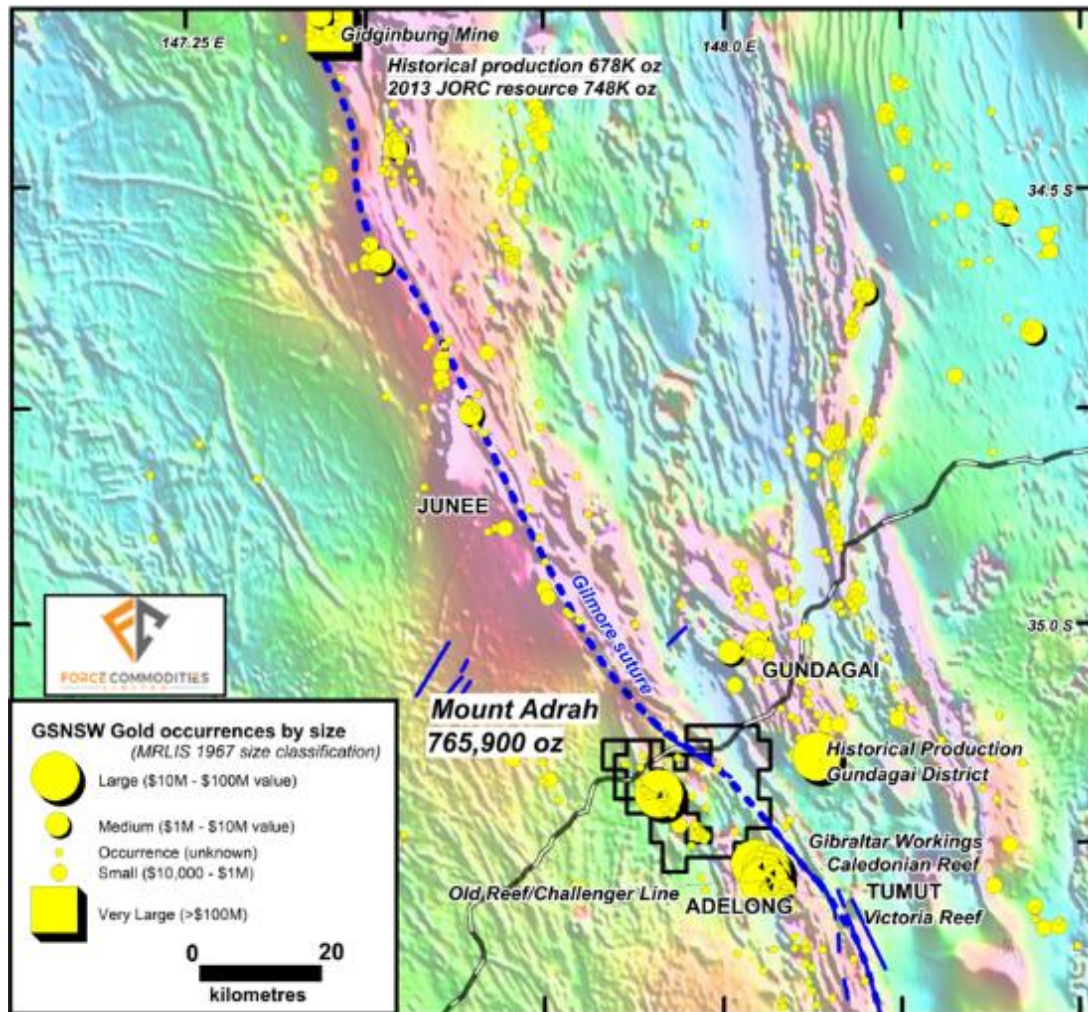 147.25 E
148.0 E
Gidginbung Mine
Historical production 678K oz
2013 JORC resource 748K oz
34.5 S
JUNEE
Gilmore suture
35.0 S
FORCE COMMODITIES
LIMITED
GUNDAGAI
Mount Adrah
765,900 oz
Historical Production
Gundagai District
Gibraltar Workings
Caledonian Reef
Old Reef/Challenger Line
ADELONG
TUMUT
Victoria Reef
GSNSW Gold occurrences by size
(MRLIS 1967 size classification)
Large ($10M - $100M value)
Medium ($1M - $10M value)
Occurrence (unknown)
Small ($10,000 - $1M)
Very Large (>$100M)
0 20
kilometres